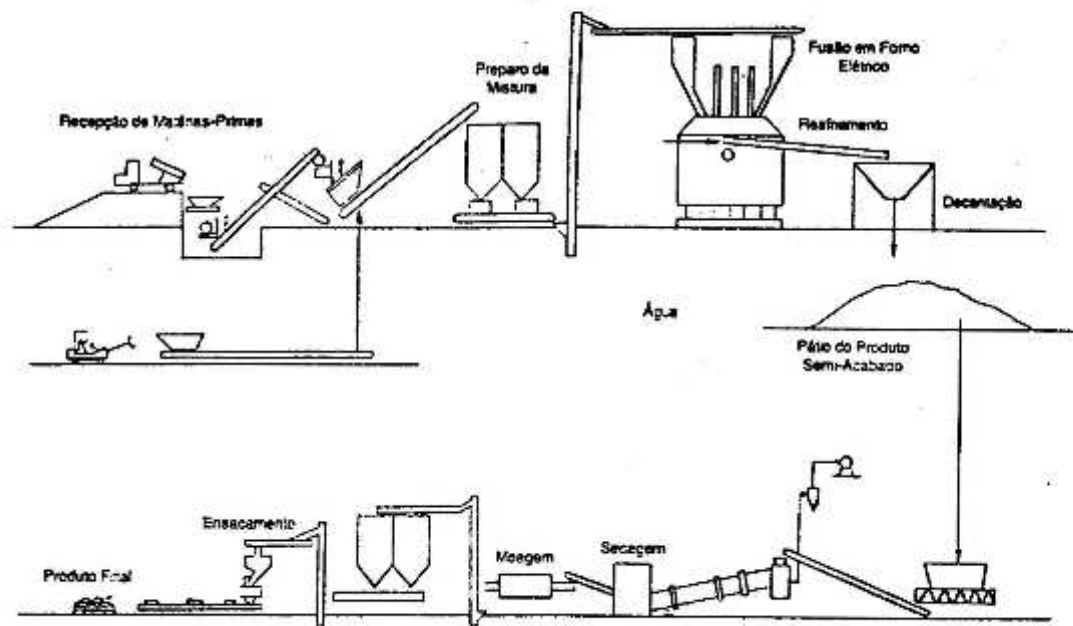 Fusão em Forno
Elétrico
Preparo da
Mistura
Recepção de Matérias-Primas
Resfriamento
Decantação
Água
Pátio do Produto
Semi-Acabado
Ensacamento
Moagem
Secagem
Produto Final